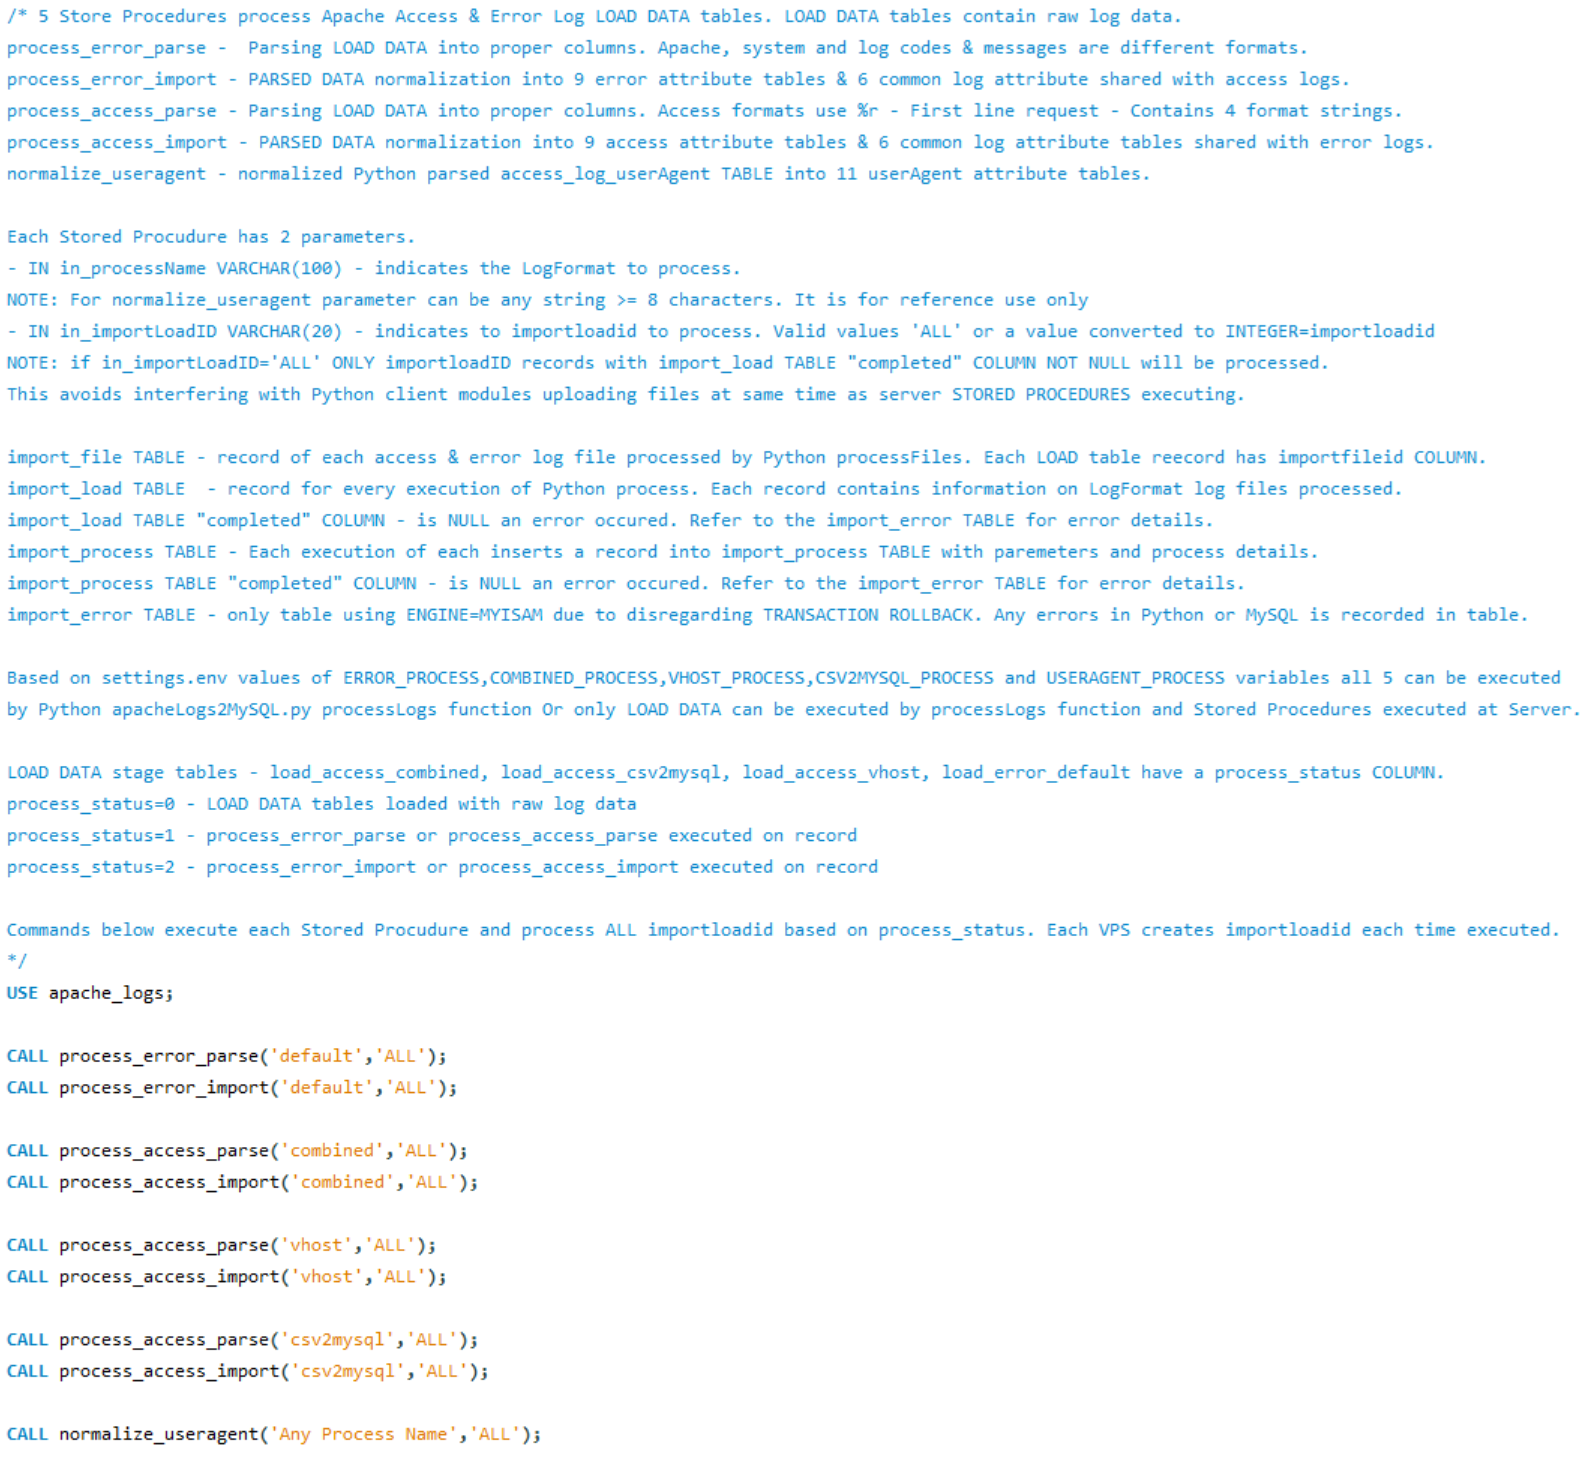 /* 5 Store Procedures process Apache Access & Error Log LOAD DATA tables. LOAD DATA tables contain raw log data.
process_error_parse -  Parsing LOAD DATA into proper columns. Apache, system and log codes & messages are different formats.
process_error_import - PARSED DATA normalization into 9 error attribute tables & 6 common log attribute shared with access logs.
process_access_parse - Parsing LOAD DATA into proper columns. Access formats use %r - First line request - Contains 4 format strings.
process_access_import - PARSED DATA normalization into 9 access attribute tables & 6 common log attribute tables shared with error logs.
normalize_useragent - normalized Python parsed access_log_userAgent TABLE into 11 userAgent attribute tables.

Each Stored Procudure has 2 parameters.
- IN in_processName VARCHAR(100) - indicates the LogFormat to process.
NOTE: For normalize_useragent parameter can be any string >= 8 characters. It is for reference use only
- IN in_importLoadID VARCHAR(20) - indicates to importloadid to process. Valid values 'ALL' or a value converted to INTEGER=importloadid
NOTE: if in_importLoadID='ALL' ONLY importloadID records with import_load TABLE "completed" COLUMN NOT NULL will be processed.
This avoids interfering with Python client modules uploading files at same time as server STORED PROCEDURES executing.

import_file TABLE - record of each access & error log file processed by Python processFiles. Each LOAD table reecord has importfileid COLUMN.
import_load TABLE  - record for every execution of Python process. Each record contains information on LogFormat log files processed.
import_load TABLE "completed" COLUMN - is NULL an error occured. Refer to the import_error TABLE for error details.
import_process TABLE - Each execution of each inserts a record into import_process TABLE with paremeters and process details.
import_process TABLE "completed" COLUMN - is NULL an error occured. Refer to the import_error TABLE for error details.
import_error TABLE - only table using ENGINE=MYISAM due to disregarding TRANSACTION ROLLBACK. Any errors in Python or MySQL is recorded in table.

Based on settings.env values of ERROR_PROCESS,COMBINED_PROCESS,VHOST_PROCESS,CSV2MYSQL_PROCESS and USERAGENT_PROCESS variables all 5 can be executed
by Python apacheLogs2MySQL.py processLogs function Or only LOAD DATA can be executed by processLogs function and Stored Procedures executed at Server.

LOAD DATA stage tables - load_access_combined, load_access_csv2mysql, load_access_vhost, load_error_default have a process_status COLUMN.
process_status=0 - LOAD DATA tables loaded with raw log data
process_status=1 - process_error_parse or process_access_parse executed on record
process_status=2 - process_error_import or process_access_import executed on record

Commands below execute each Stored Procudure and process ALL importloadid based on process_status. Each VPS creates importloadid each time executed.
*/
USE apache_logs;

CALL process_error_parse('default','ALL');
CALL process_error_import('default','ALL');

CALL process_access_parse('combined','ALL');
CALL process_access_import('combined','ALL');

CALL process_access_parse('vhost','ALL');
CALL process_access_import('vhost','ALL');

CALL process_access_parse('csv2mysql','ALL');
CALL process_access_import('csv2mysql','ALL');

CALL normalize_useragent('Any Process Name','ALL');